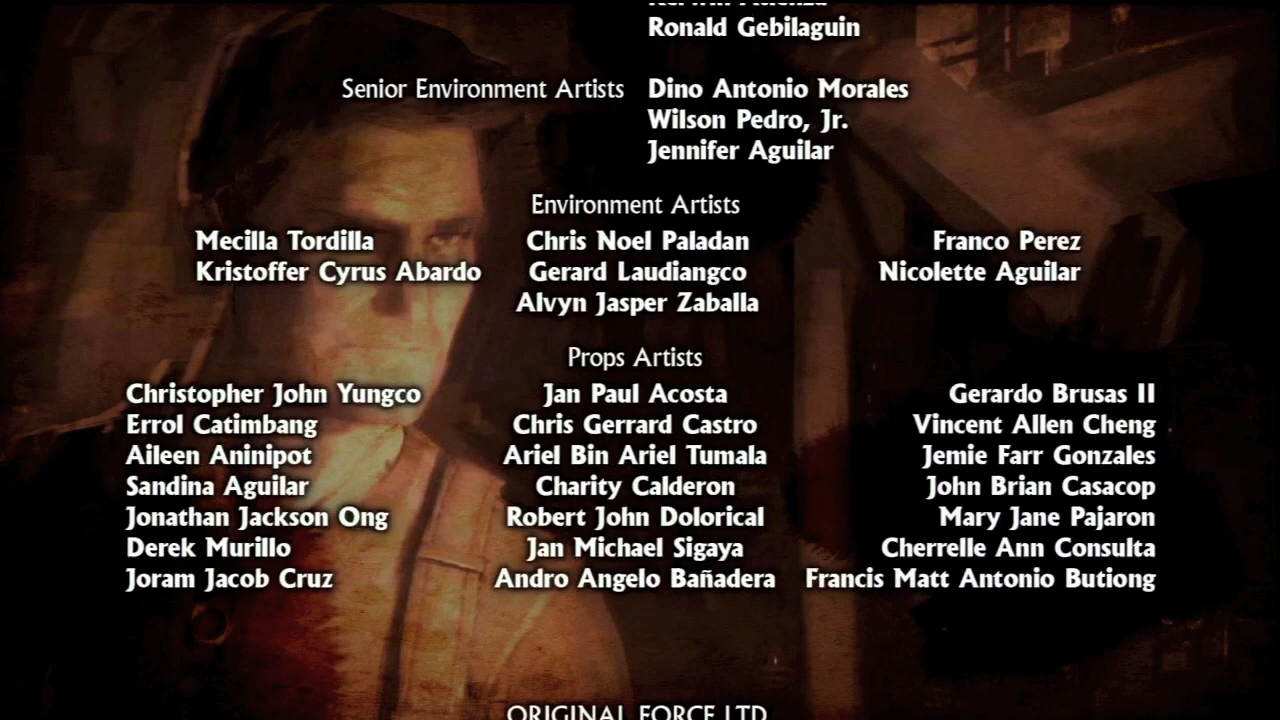 Ronald Gebilaguin
Senior Environment Artists Dino Antonio Morales
Wilson Pedro, Jr.
Jennifer Aguilar
Environment Artists
Mecilla Tordilla Chris Noel Paladan Franco Perez
Kristoffer Cyrus Abardo Gerard Laudiangco Nicolette Aguilar
Alvyn Jasper Zaballa
Props Artists
Christopher John Yungco Jan Paul Acosta Gerardo Brusas II
Errol Catimbang Chris Gerrard Castro Vincent Allen Cheng
Aileen Aninipot Ariel Bin Ariel Tumala Jemie Farr Gonzales
Sandina Aguilar Charity Calderon John Brian Casacop
Jonathan Jackson Ong Robert John Dolorical Mary Jane Pajaron
Derek Murillo Jan Michael Sigaya Cherrelle Ann Consulta
Joram Jacob Cruz Andro Angelo Bañadera Francis Matt Antonio Butiong
ORIGINAL FORCE LTD